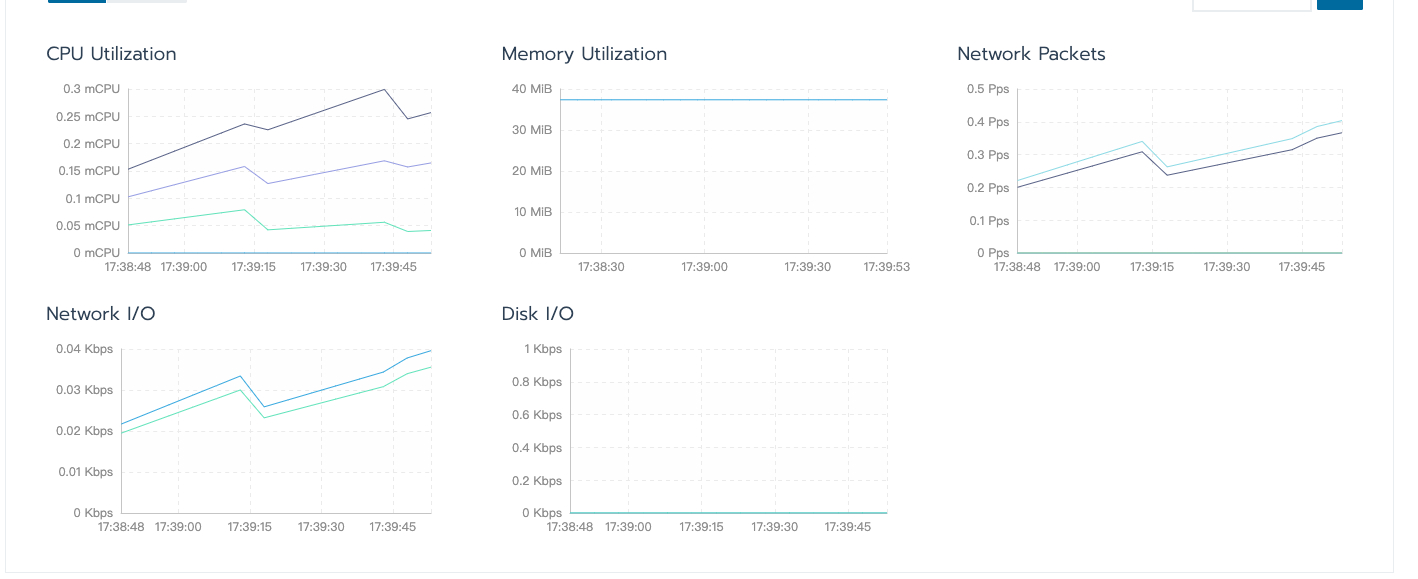 CPU Utilization
0.3 mCPU
0.25 mCPU
0.2 mCPU
0.15 mCPU
0.1 mCPU
0.05 mCPU
0 mCPU
17:38:48 17:39:00 17:39:15 17:39:30 17:39:45
Memory Utilization
40 MiB
30 MiB
20 MiB
10 MiB
0 MiB
17:38:30 17:39:00 17:39:30 17:39:53
Network Packets
0.5 Pps
0.4 Pps
0.3 Pps
0.2 Pps
0.1 Pps
0 Pps
17:38:48 17:39:00 17:39:15 17:39:30 17:39:45
Network I/O
0.04 Kbps
0.03 Kbps
0.02 Kbps
0.01 Kbps
0 Kbps
17:38:48 17:39:00 17:39:15 17:39:30 17:39:45
Disk I/O
1 Kbps
0.8 Kbps
0.6 Kbps
0.4 Kbps
0.2 Kbps
0 Kbps
17:38:48 17:39:00 17:39:15 17:39:30 17:39:45